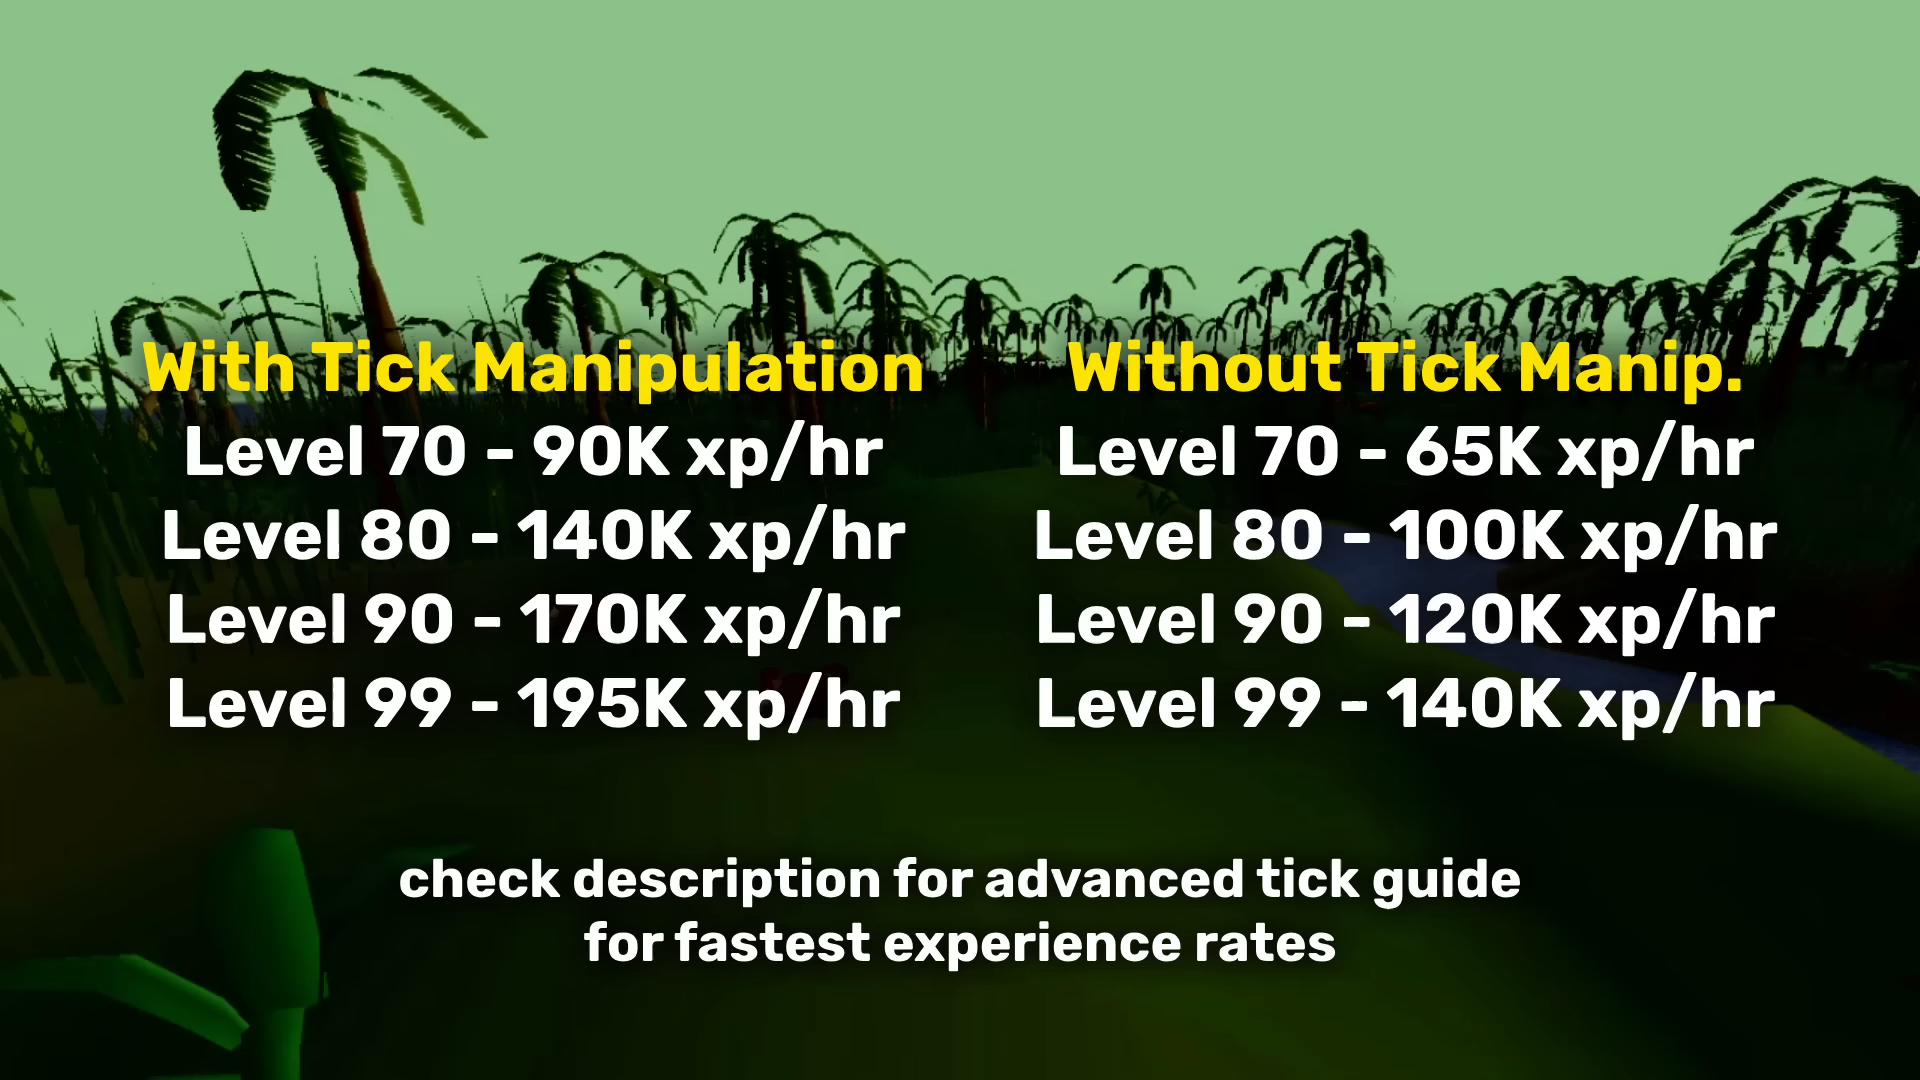 With Tick Manipulation
Level 70 - 90K xp/hr
Level 80 - 140K xp/hr
Level 90 - 170K xp/hr
Level 99 - 195K xp/hr
Without Tick Manip.
Level 70 - 65K xp/hr
Level 80 - 100K xp/hr
Level 90 - 120K xp/hr
Level 99 - 140K xp/hr
check description for advanced tick guide
for fastest experience rates